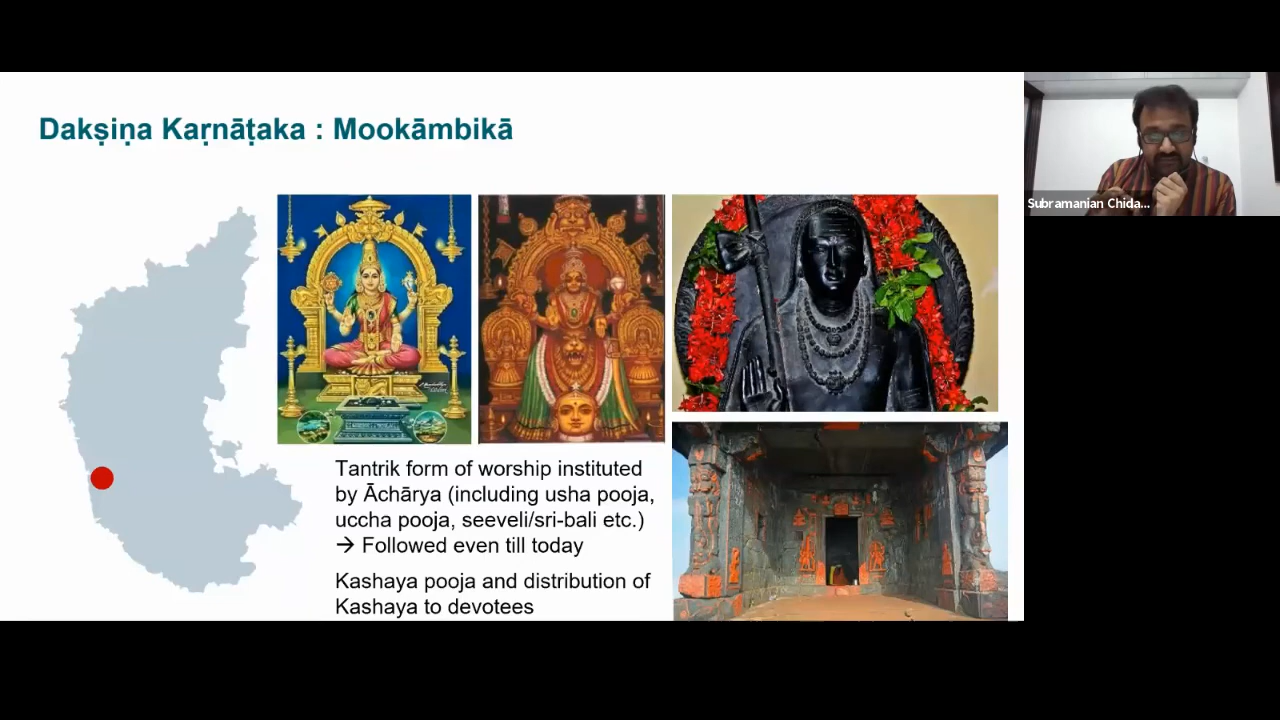 Dakṣiṇa Kaṛnāṭaka : Mookāmbikā
Subramanian Chida...
Tantrik form of worship instituted
by Āchārya (including usha pooja,
uccha pooja, seeveli/sri-bali etc.)
→ Followed even till today
Kashaya pooja and distribution of
Kashaya to devotees